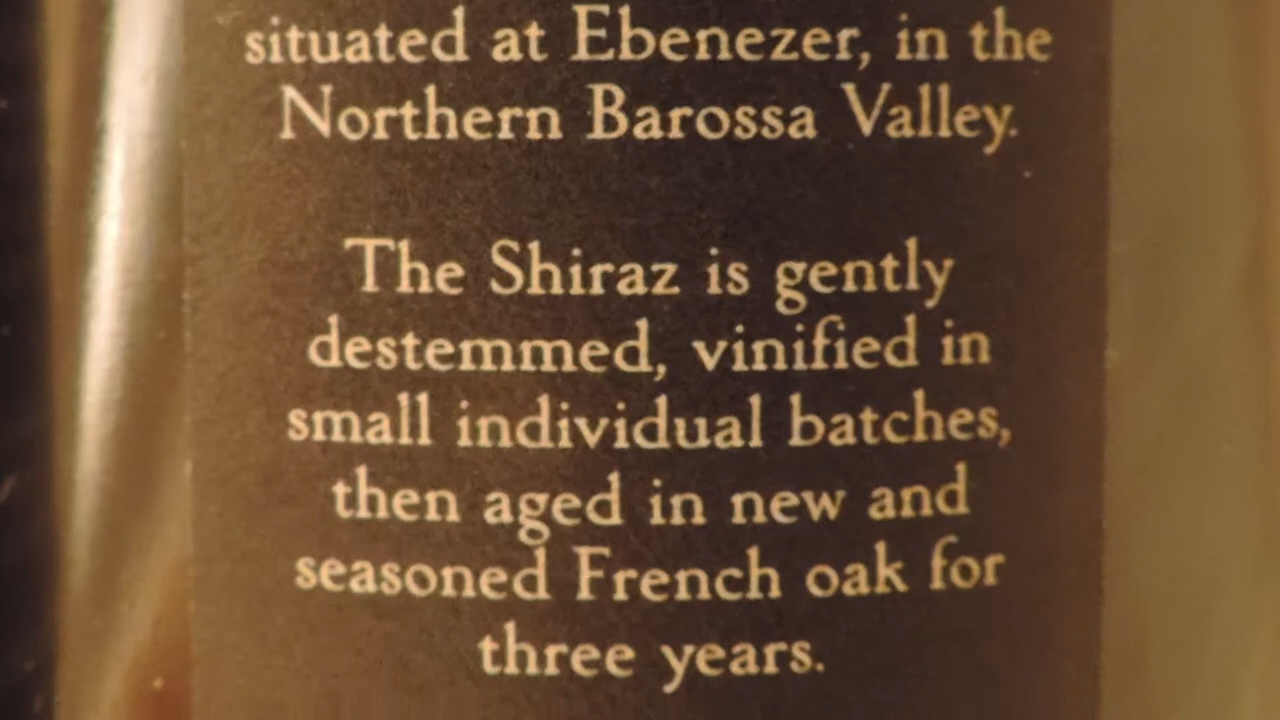 situated at Ebenezer, in the
Northern Barossa Valley.
The Shiraz is gently
destemmed, vinified in
small individual batches,
then aged in new and
seasoned French oak for
three years.